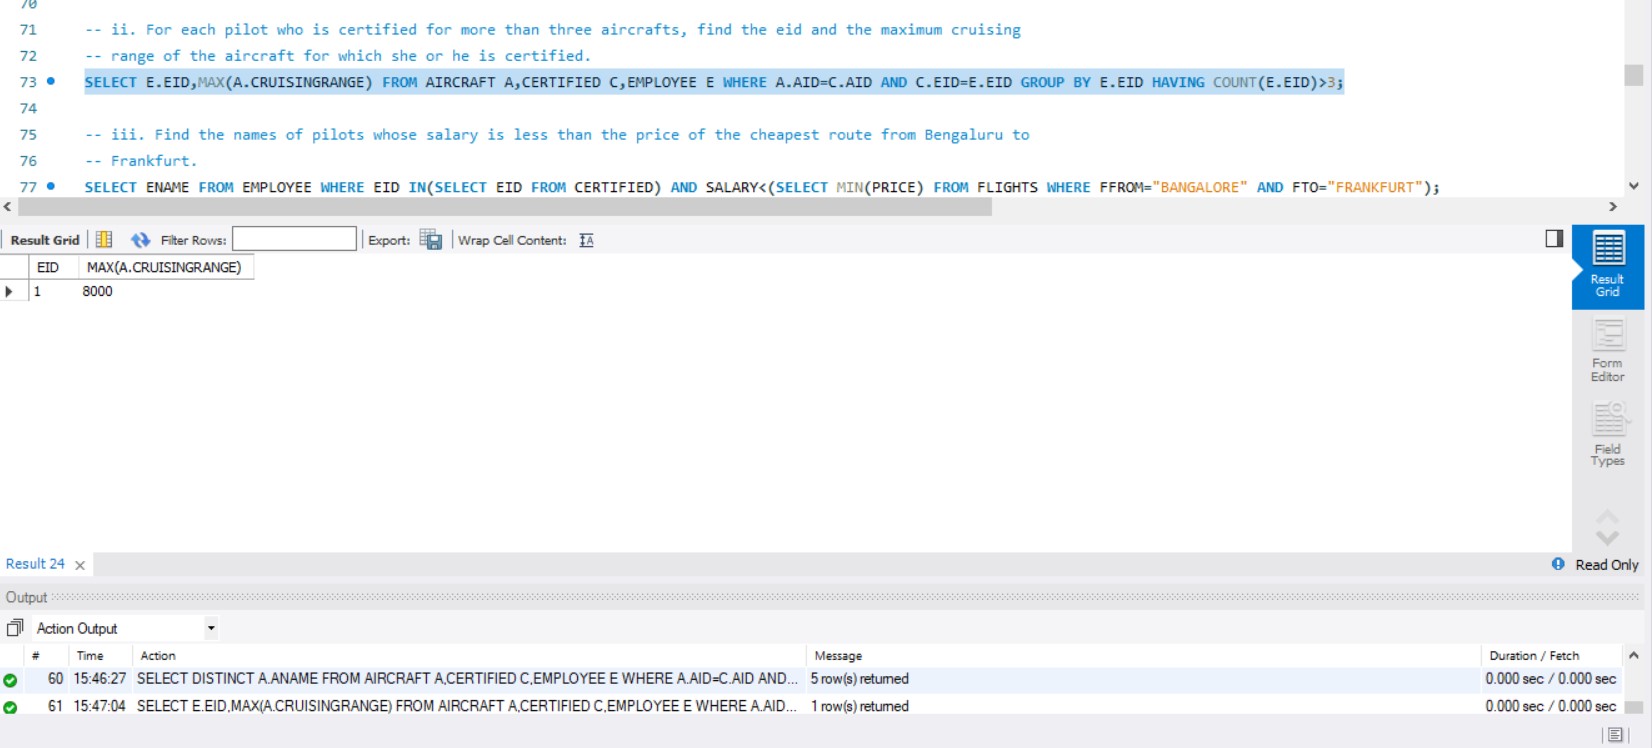 70
71 -- ii. For each pilot who is certified for more than three aircrafts, find the eid and the maximum cruising
72 -- range of the aircraft for which she or he is certified.
73 SELECT E.EID,MAX(A.CRUISINGRANGE) FROM AIRCRAFT A,CERTIFIED C,EMPLOYEE E WHERE A.AID=C.AID AND C.EID=E.EID GROUP BY E.EID HAVING COUNT(E.EID)>3;
74
75 -- iii. Find the names of pilots whose salary is less than the price of the cheapest route from Bengaluru to
76 -- Frankfurt.
77 SELECT ENAME FROM EMPLOYEE WHERE EID IN(SELECT EID FROM CERTIFIED) AND SALARY<(SELECT MIN(PRICE) FROM FLIGHTS WHERE FFROM="BANGALORE" AND FTO="FRANKFURT");
Result Grid Filter Rows: Export: Wrap Cell Content:
EID MAX(A.CRUISINGRANGE)
1 8000
Result
Grid
Form
Editor
Field
Types
Result 24 Read Only
Output
Action Output
# Time Action Message Duration / Fetch
60 15:46:27 SELECT DISTINCT A.ANAME FROM AIRCRAFT A,CERTIFIED C,EMPLOYEE E WHERE A.AID=C.AID AND... 5 row(s) returned 0.000 sec / 0.000 sec
61 15:47:04 SELECT E.EID,MAX(A.CRUISINGRANGE) FROM AIRCRAFT A,CERTIFIED C,EMPLOYEE E WHERE A.AID... 1 row(s) returned 0.000 sec / 0.000 sec